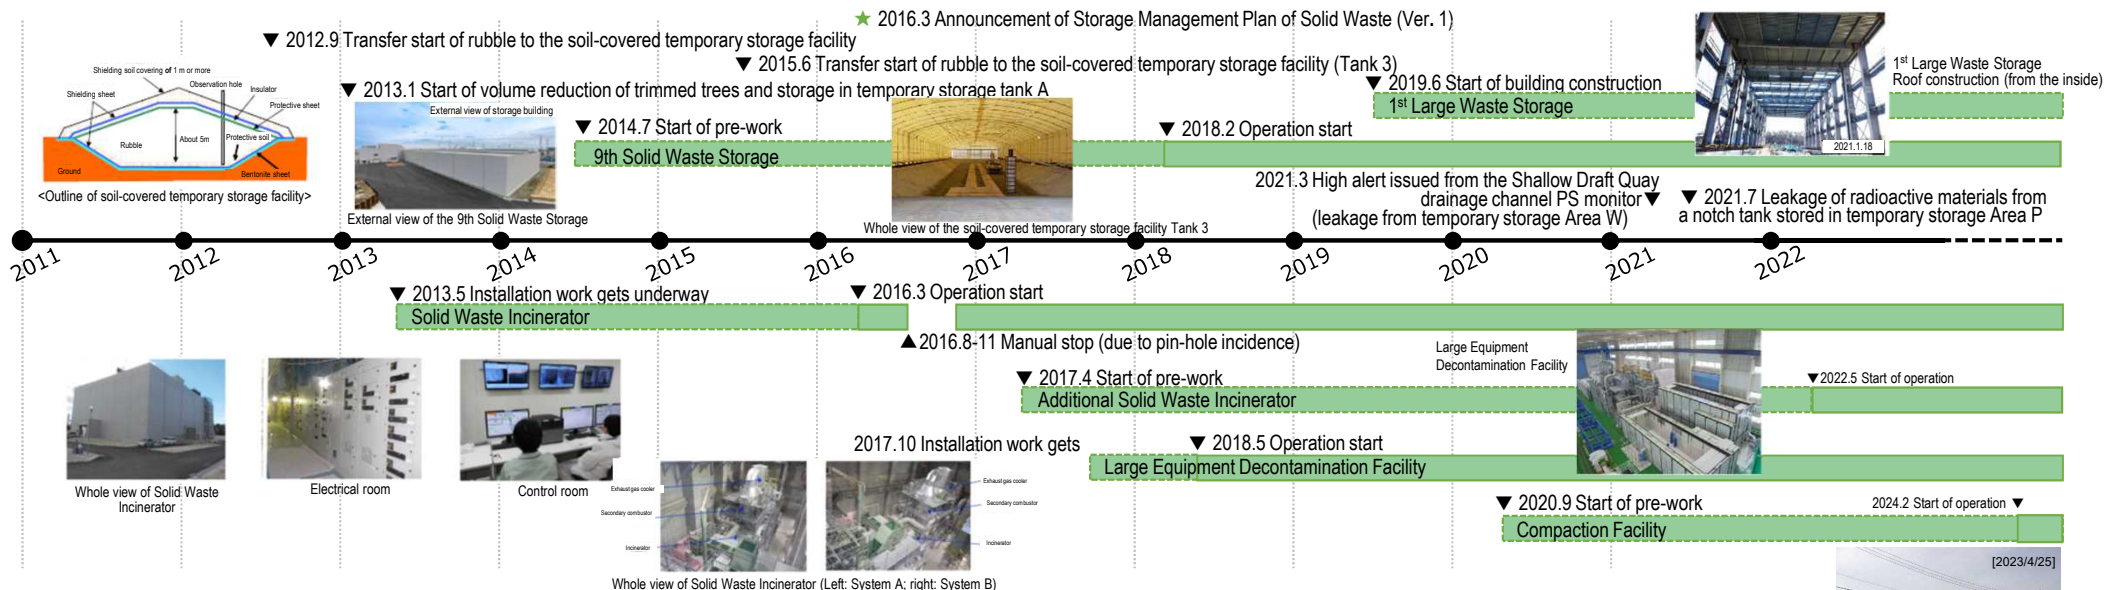 ★ 2016.3 Announcement of Storage Management Plan of Solid Waste (Ver. 1)
▼ 2012.9 Transfer start of rubble to the soil-covered temporary storage facility
▼ 2015.6 Transfer start of rubble to the soil-covered temporary storage facility (Tank 3)
▼ 2013.1 Start of volume reduction of trimmed trees and storage in temporary storage tank A
Shielding soil covering of 1 m or more
Shielding sheet
Observation hole
Insulator
Protective sheet
Rubble
About 5m
Protective soil
Ground
Bentonite sheet
<Outline of soil-covered temporary storage facility>
External view of storage building
External view of the 9th Solid Waste Storage
▼ 2014.7 Start of pre-work
9th Solid Waste Storage
▼ 2018.2 Operation start
Whole view of the soil-covered temporary storage facility Tank 3
▼ 2019.6 Start of building construction
1st Large Waste Storage
2021.1.18
1st Large Waste Storage
Roof construction (from the inside)
2021.3 High alert issued from the Shallow Draft Quay
drainage channel PS monitor ▼
(leakage from temporary storage Area W)
▼ 2021.7 Leakage of radioactive materials from
a notch tank stored in temporary storage Area P
2011
2012
2013
2014
2015
2016
2017
2018
2019
2020
2021
2022
▼ 2013.5 Installation work gets underway
Solid Waste Incinerator
▼ 2016.3 Operation start
▲ 2016.8-11 Manual stop (due to pin-hole incidence)
Large Equipment
Decontamination Facility
▼ 2017.4 Start of pre-work
Additional Solid Waste Incinerator
▼ 2022.5 Start of operation
2017.10 Installation work gets
▼ 2018.5 Operation start
Large Equipment Decontamination Facility
▼ 2020.9 Start of pre-work
Compaction Facility
2024.2 Start of operation ▼
[2023/4/25]
Whole view of Solid Waste
Incinerator
Electrical room
Control room
Exhaust gas cooler
Secondary combustor
Incinerator
Exhaust gas cooler
Secondary combustor
Incinerator
Whole view of Solid Waste Incinerator (Left: System A; right: System B)